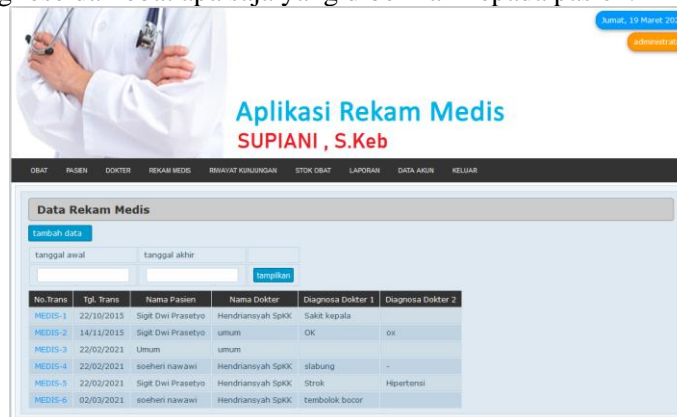 Jumat, 19 Maret 202
Aplikasi Rekam Medis
SUPIANI , S.Keb
OBAT PASIEN DOKTER REKAM MEDIS RIWAYAT KUNJUNGAN STOK OBAT LAPORAN DATA AKUN KELUAR
Data Rekam Medis
tambah data
tanggal awal tanggal akhir
tampilkan
No.Trans Tgl. Trans Nama Pasien Nama Dokter Diagnosa Dokter 1 Diagnosa Dokter 2
MEDIS-1 22/10/2015 Sigit Dwi Prasetyo Hendriansyah SpKK Sakit kepala
MEDIS-2 14/11/2015 Sigit Dwi Prasetyo umum OK ox
MEDIS-3 22/02/2021 Umum umum
MEDIS-4 22/02/2021 soeheri nawawi Hendriansyah SpKK slabung -
MEDIS-5 22/02/2021 Sigit Dwi Prasetyo Hendriansyah SpKK Strok Hipertensi
MEDIS-6 02/03/2021 soeheri nawawi Hendriansyah SpKK tembolok bocor